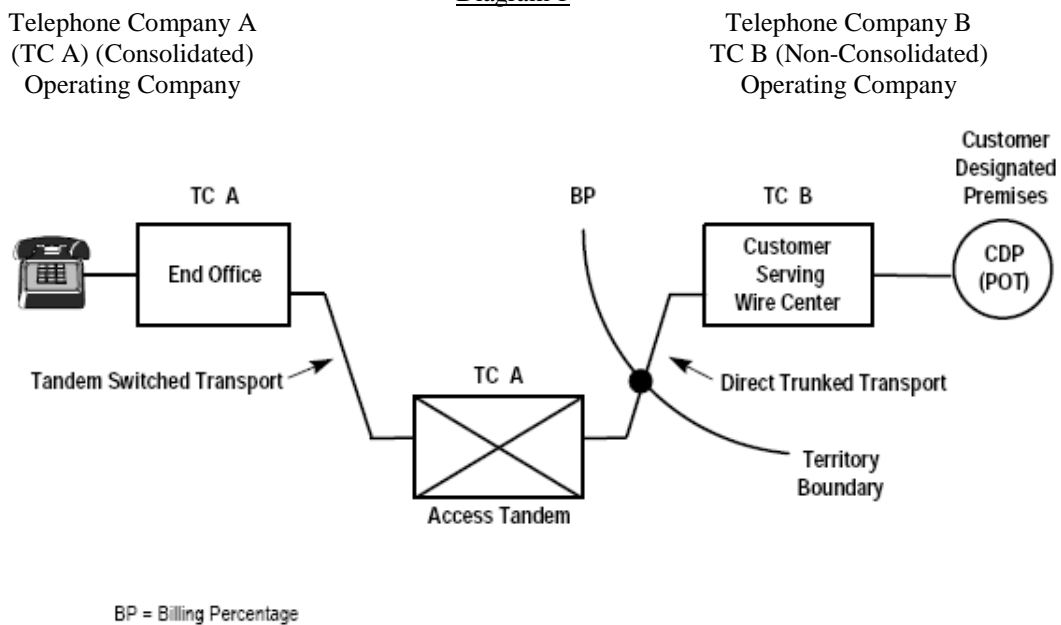 Telephone Company A
(TC A) (Consolidated)
Operating Company
Telephone Company B
TC B (Non-Consolidated)
Operating Company
Customer
Designated
Premises
TC A
BP
TC B
End Office
Customer
Serving
Wire Center
CDP
(POT)
Tandem Switched Transport
TC A
Direct Trunked Transport
Territory
Boundary
Access Tandem
BP = Billing Percentage